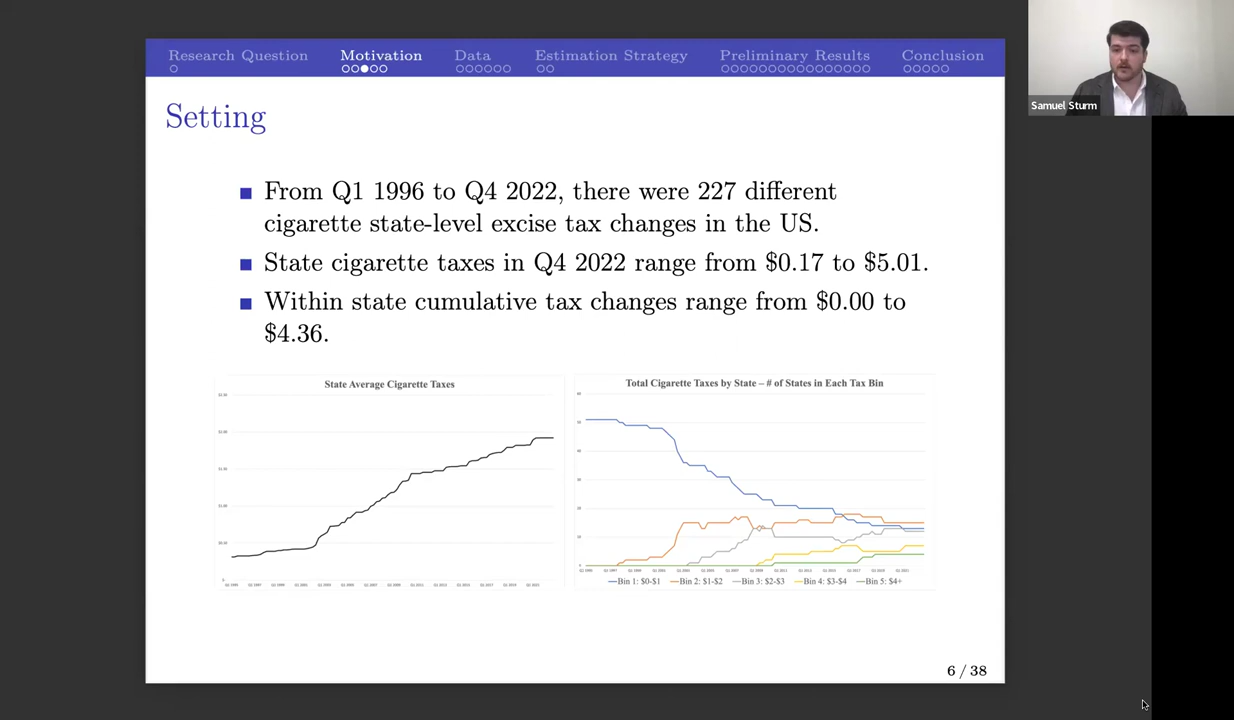 Research Question
Motivation
Data
Estimation Strategy
Preliminary Results
Conclusion
Samuel Sturm
Setting
From Q1 1996 to Q4 2022, there were 227 different
cigarette state-level excise tax changes in the US.
State cigarette taxes in Q4 2022 range from $0.17 to $5.01.
Within state cumulative tax changes range from $0.00 to
$4.36.
State Average Cigarette Taxes
Total Cigarette Taxes by State – # of States in Each Tax Bin
Bin 1: $0-$1 Bin 2: $1-$2 Bin 3: $2-$3 Bin 4: $3-$4 Bin 5: $4+
6 / 38